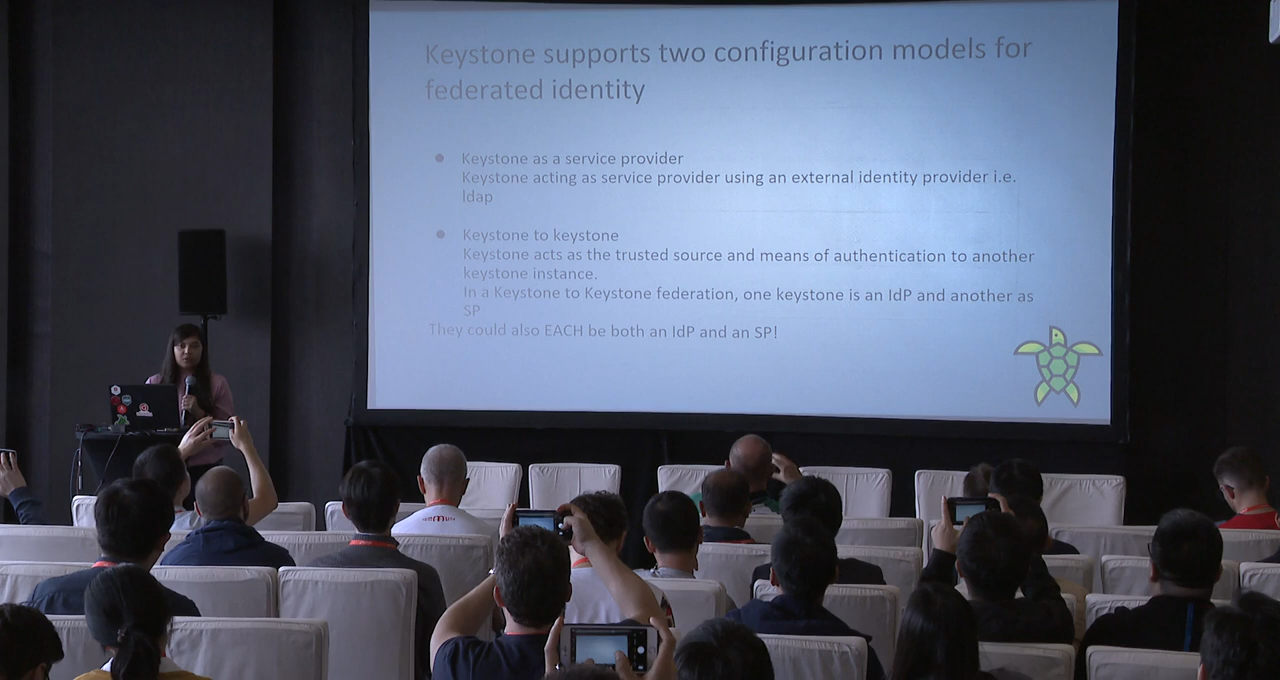 Keystone supports two configuration models for
federated identity
Keystone as a service provider
Keystone acting as service provider using an external identity provider i.e.
ldap
Keystone to keystone
Keystone acts as the trusted source and means of authentication to another
keystone instance.
In a Keystone to Keystone federation, one keystone is an IdP and another as
SP
They could also EACH be both an IdP and an SP!